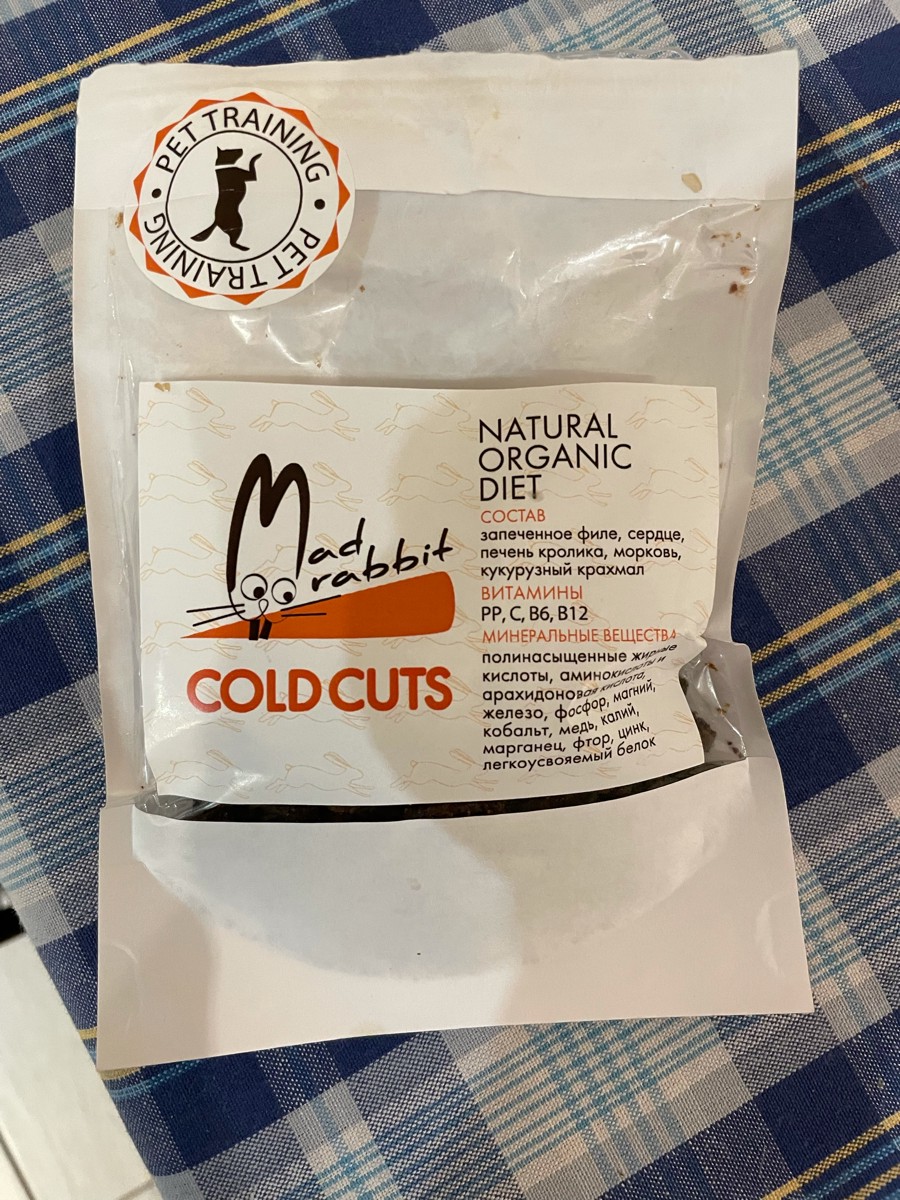 PET TRAINING
PET TRAINING
Mad
rabbit
COLD CUTS
NATURAL
ORGANIC
DIET
СОСТАВ
запеченное филе, сердце,
печень кролика, морковь,
кукурузный крахмал
ВИТАМИНЫ
PP, C, B6, B12
МИНЕРАЛЬНЫЕ ВЕЩЕСТВА
полинасыщенные жирные
кислоты, аминокислоты и
арахидоновая кислота,
железо, фосфор, магний,
кобальт, медь, калий,
марганец, фтор, цинк,
легкоусвояемый белок